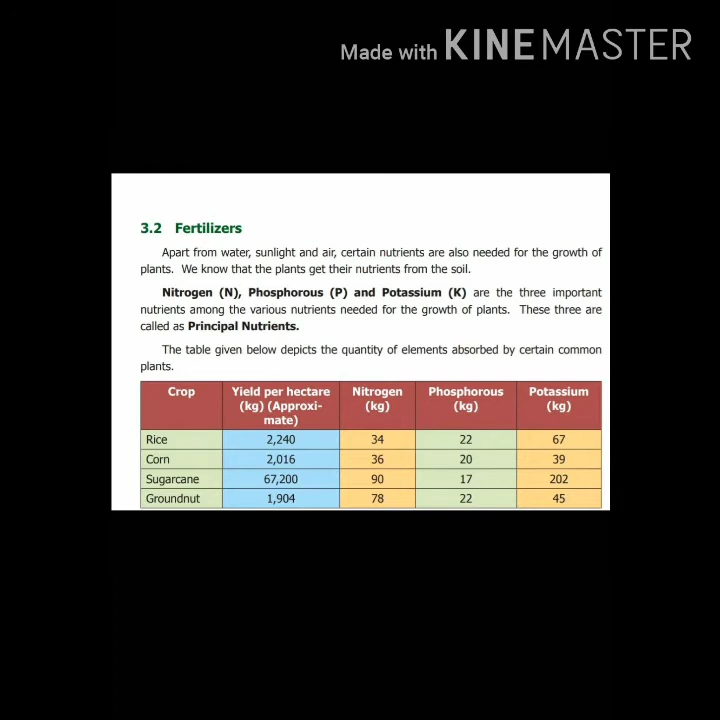 Made with KINEMASTER
3.2 Fertilizers
Apart from water, sunlight and air, certain nutrients are also needed for the growth of
plants. We know that the plants get their nutrients from the soil.
Nitrogen (N), Phosphorous (P) and Potassium (K) are the three important
nutrients among the various nutrients needed for the growth of plants. These three are
called as Principal Nutrients.
The table given below depicts the quantity of elements absorbed by certain common
plants.
Crop Yield per hectare Nitrogen Phosphorous Potassium
(kg) (Approxi- (kg) (kg) (kg)
mate)
Rice 2,240 34 22 67
Corn 2,016 36 20 39
Sugarcane 67,200 90 17 202
Groundnut 1,904 78 22 45